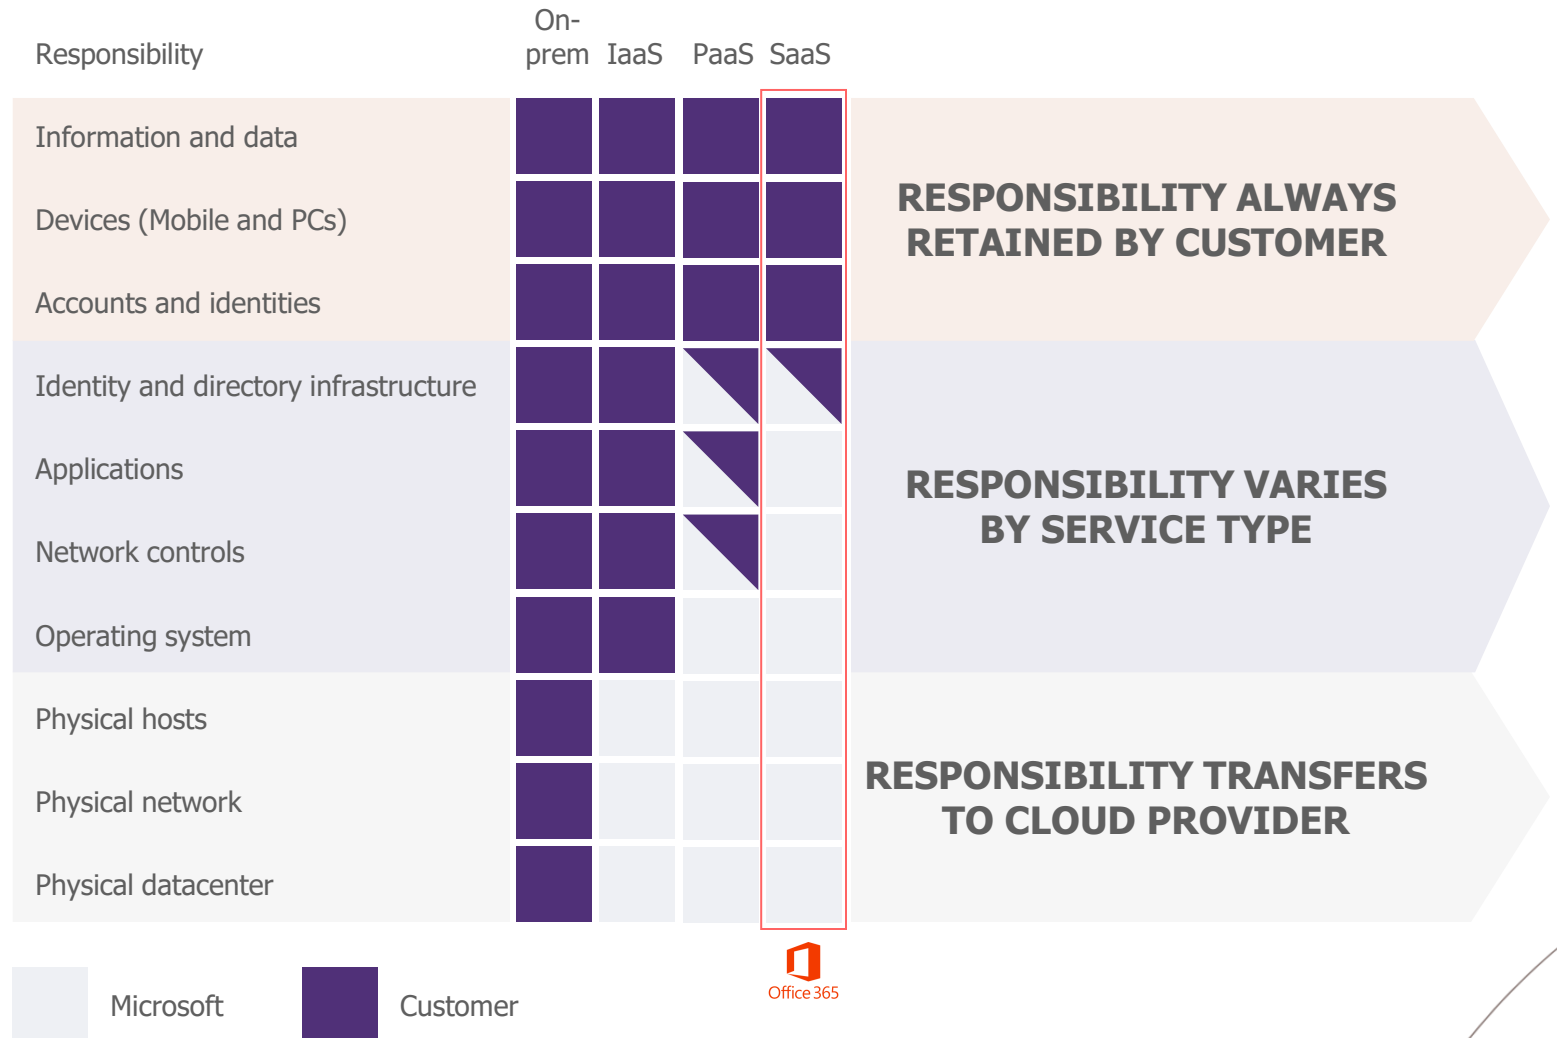 On-
Responsibility prem IaaS PaaS SaaS
Information and data
Devices (Mobile and PCs)
Accounts and identities
RESPONSIBILITY ALWAYS
RETAINED BY CUSTOMER
Identity and directory infrastructure
Applications
Network controls
Operating system
RESPONSIBILITY VARIES
BY SERVICE TYPE
Physical hosts
Physical network
Physical datacenter
RESPONSIBILITY TRANSFERS
TO CLOUD PROVIDER
Office 365
Microsoft Customer